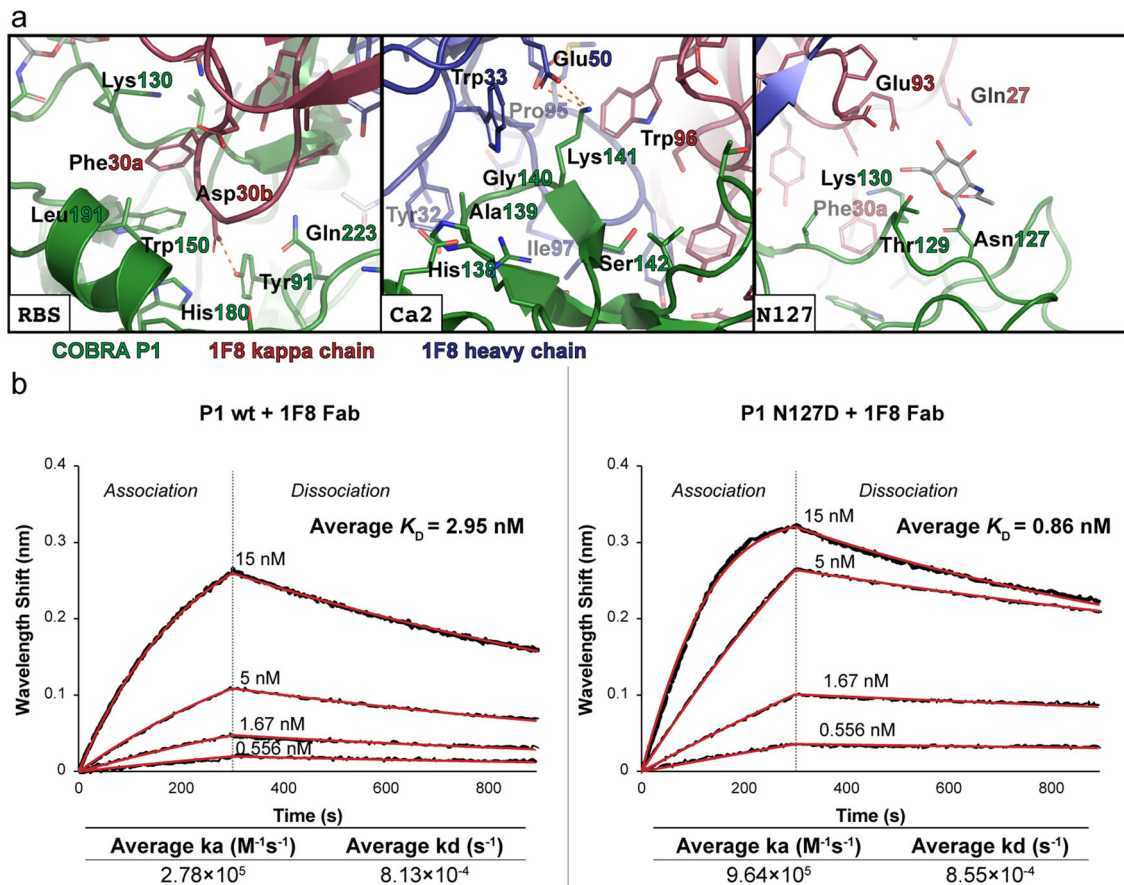 a
Lys130
Phe30a
Asp30b
Leu191
Trp150
Gln223
Tyr91
His180
RBS
Glu50
Trp33
Pro95
Trp96
Lys141
Gly140
Ala139
Tyr32
Ile97
His138
Ser142
Ca2
Glu93
Gln27
Lys130
Phe30a
Thr129
Asn127
N127
COBRA P1 1F8 kappa chain 1F8 heavy chain
b
P1 wt + 1F8 Fab
Wavelength Shift (nm)
0.4
0.3
0.2
0.1
0
Association
Dissociation
Average K_D = 2.95 nM
15 nM
5 nM
1.67 nM
0.556 nM
0 200 400 600 800
Time (s)
Average ka (M⁻¹s⁻¹) Average kd (s⁻¹)
2.78×10⁵ 8.13×10⁻⁴
P1 N127D + 1F8 Fab
Wavelength Shift (nm)
0.4
0.3
0.2
0.1
0
Association
Dissociation
Average K_D = 0.86 nM
15 nM
5 nM
1.67 nM
0.556 nM
0 200 400 600 800
Time (s)
Average ka (M⁻¹s⁻¹) Average kd (s⁻¹)
9.64×10⁵ 8.55×10⁻⁴